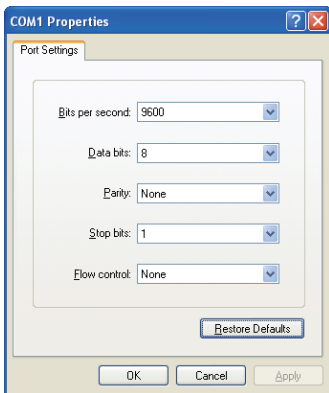 COM1 Properties
Port Settings
Bits per second: 9600
Data bits: 8
Parity: None
Stop bits: 1
Flow control: None
Restore Defaults
OK Cancel Apply